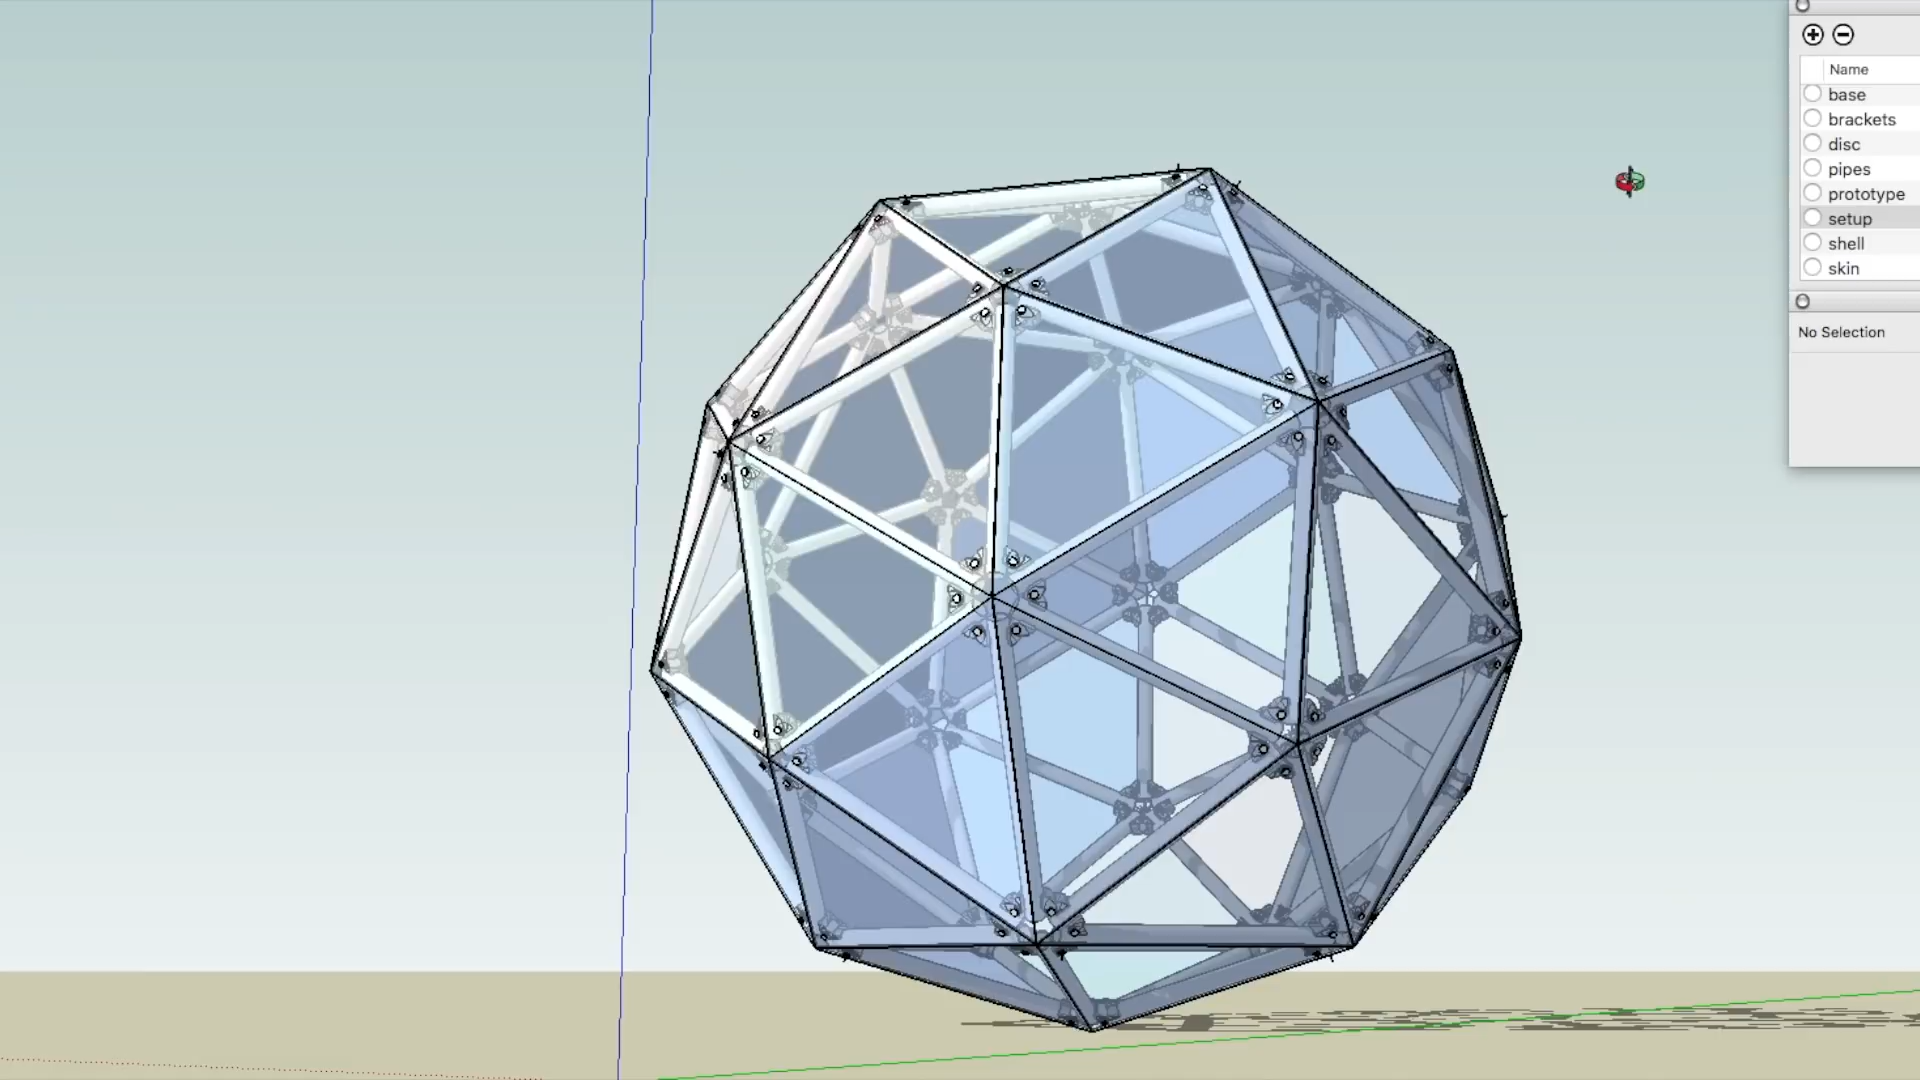 Name
base
brackets
disc
pipes
prototype
setup
shell
skin
No Selection